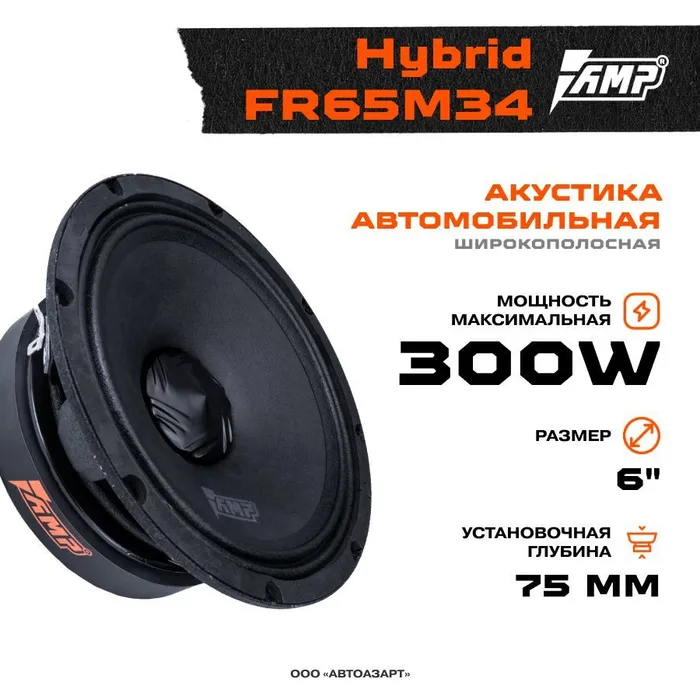 Hybrid
FR65M34
AMP®
АКУСТИКА
АВТОМОБИЛЬНАЯ
ШИРОКОПОЛОСНАЯ
МОЩНОСТЬ
МАКСИМАЛЬНАЯ
300W
РАЗМЕР
6"
УСТАНОВОЧНАЯ
ГЛУБИНА
75 ММ
AMP
AMP®
ООО «АВТОАЗАРТ»